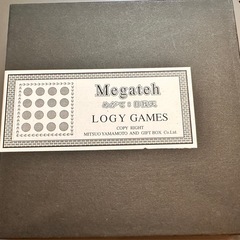 Megateh
LOGY GAMES
COPY RIGHT
MITSUO YAMAMOTO AND GIFT BOX Co.Ltd.